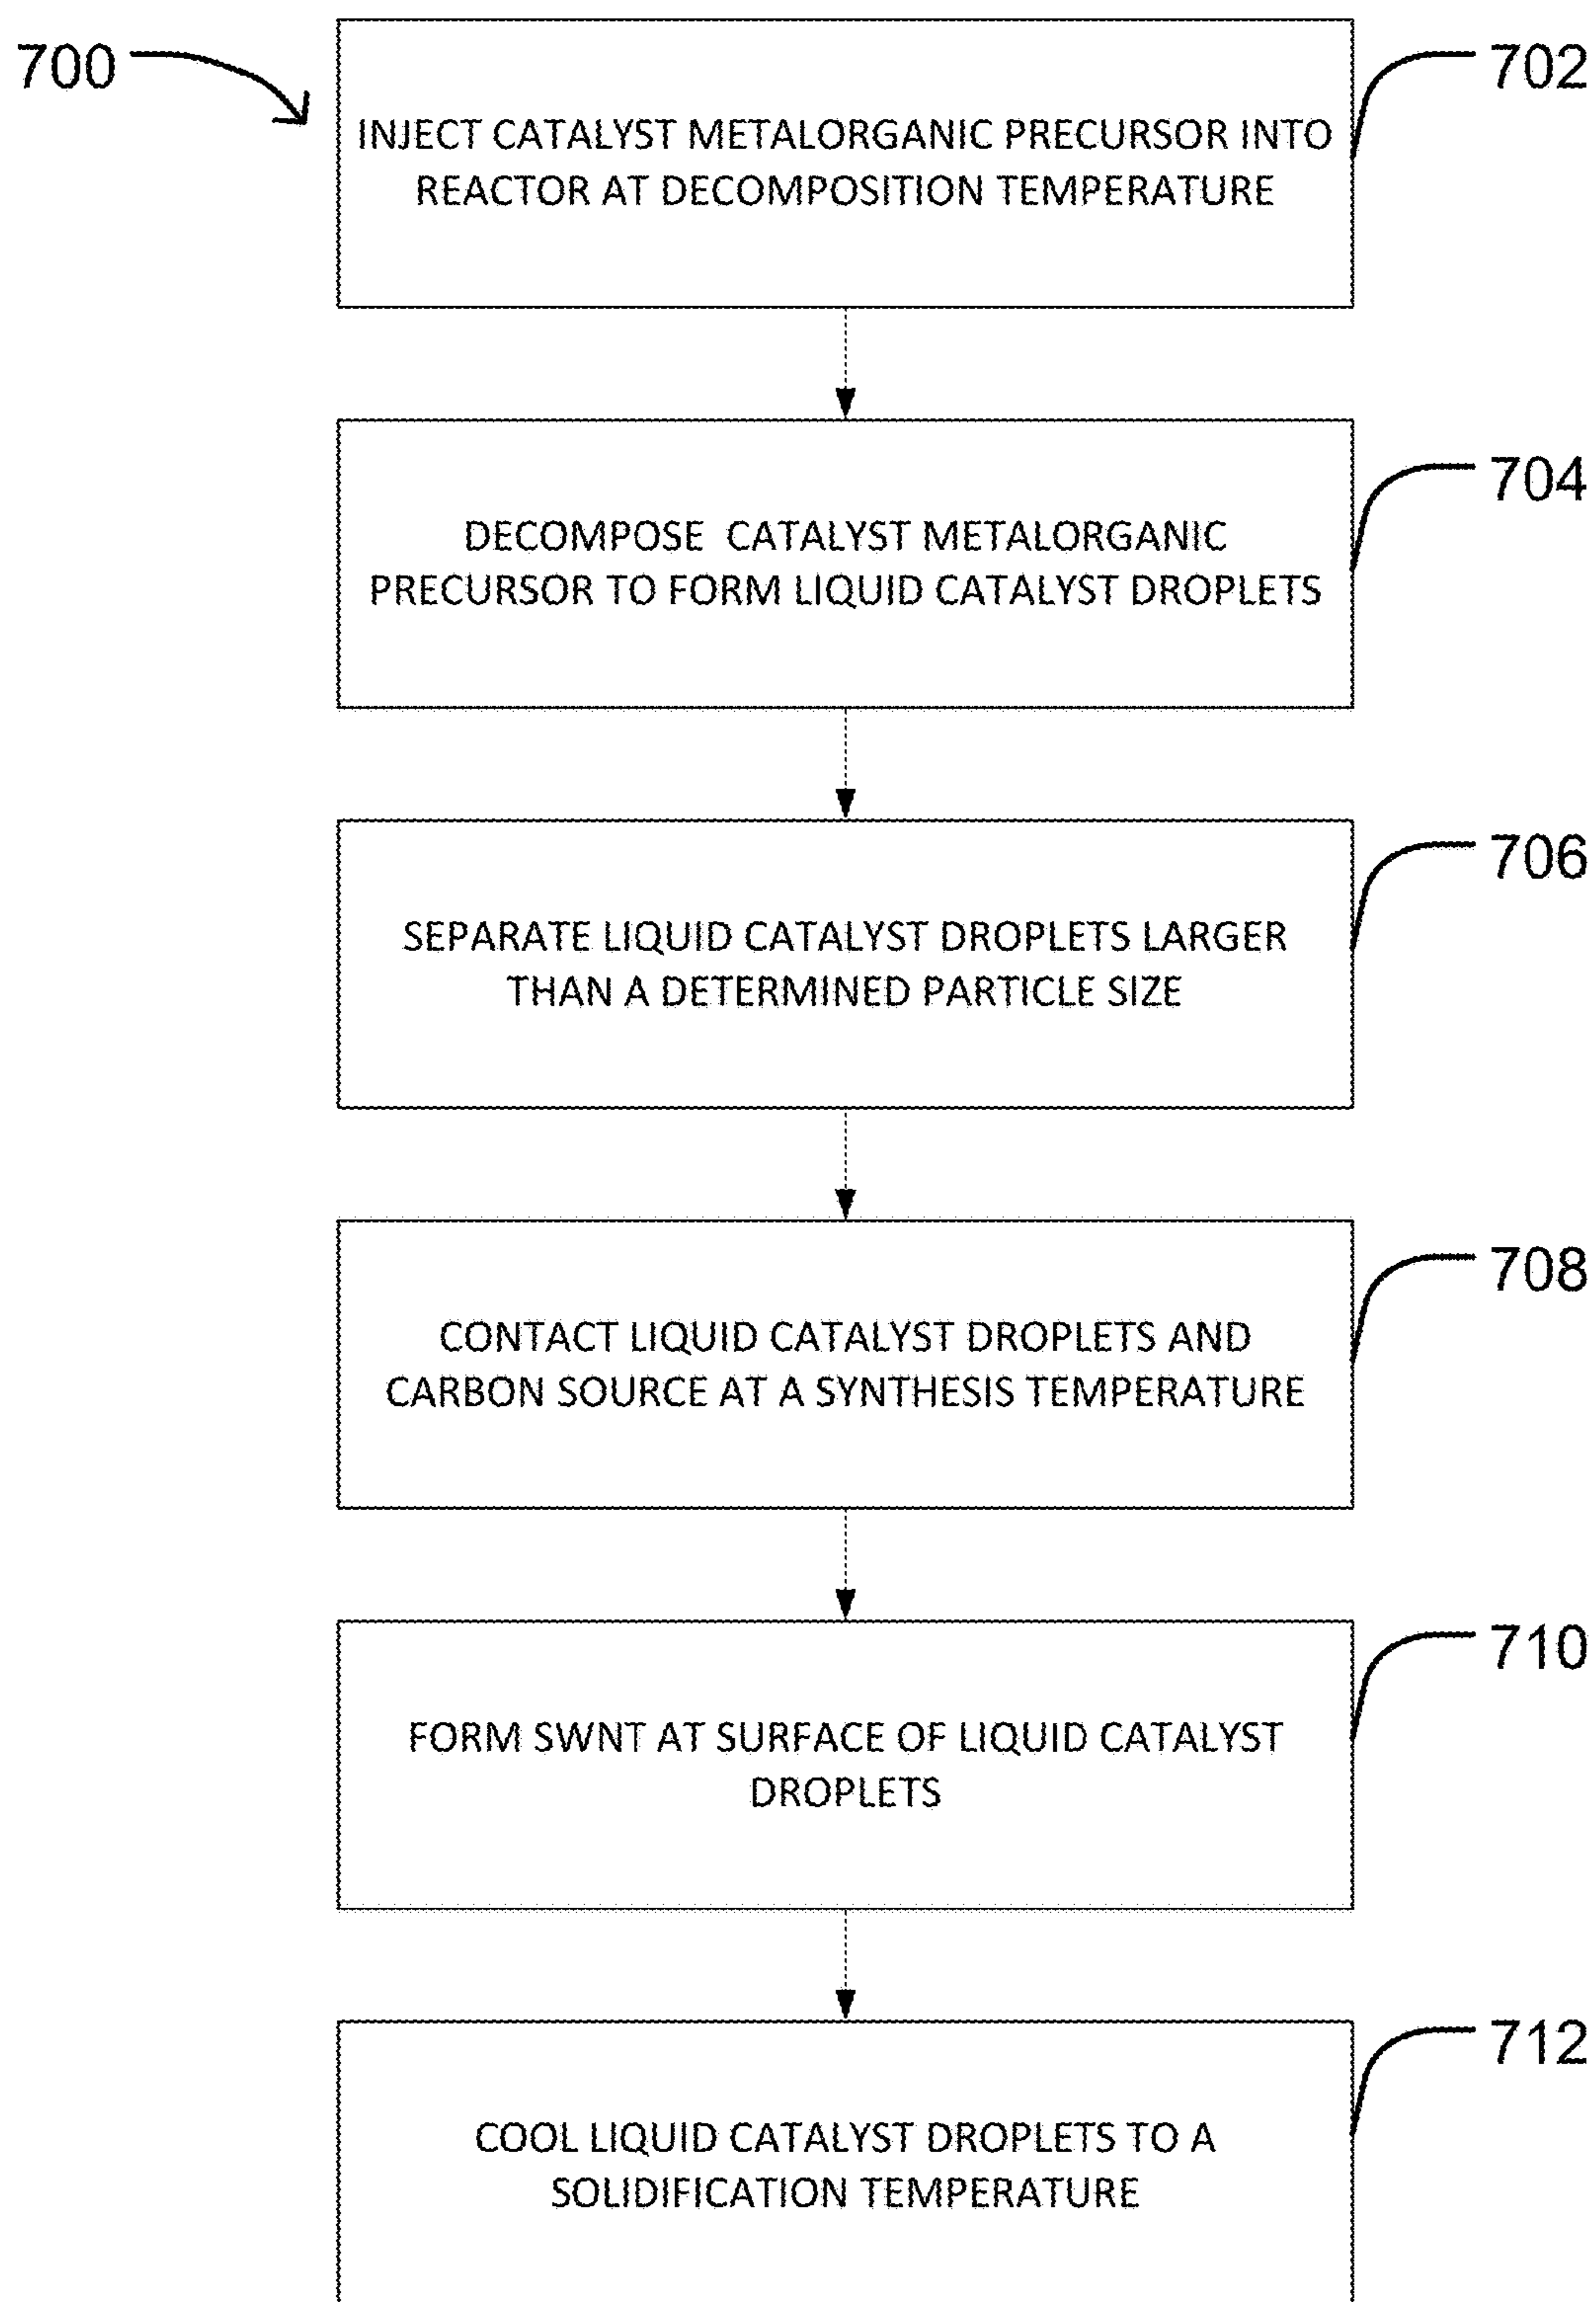 700
702
INJECT CATALYST METALORGANIC PRECURSOR INTO
REACTOR AT DECOMPOSITION TEMPERATURE
704
DECOMPOSE CATALYST METALORGANIC
PRECURSOR TO FORM LIQUID CATALYST DROPLETS
706
SEPARATE LIQUID CATALYST DROPLETS LARGER
THAN A DETERMINED PARTICLE SIZE
708
CONTACT LIQUID CATALYST DROPLETS AND
CARBON SOURCE AT A SYNTHESIS TEMPERATURE
710
FORM SWNT AT SURFACE OF LIQUID CATALYST
DROPLETS
712
COOL LIQUID CATALYST DROPLETS TO A
SOLIDIFICATION TEMPERATURE